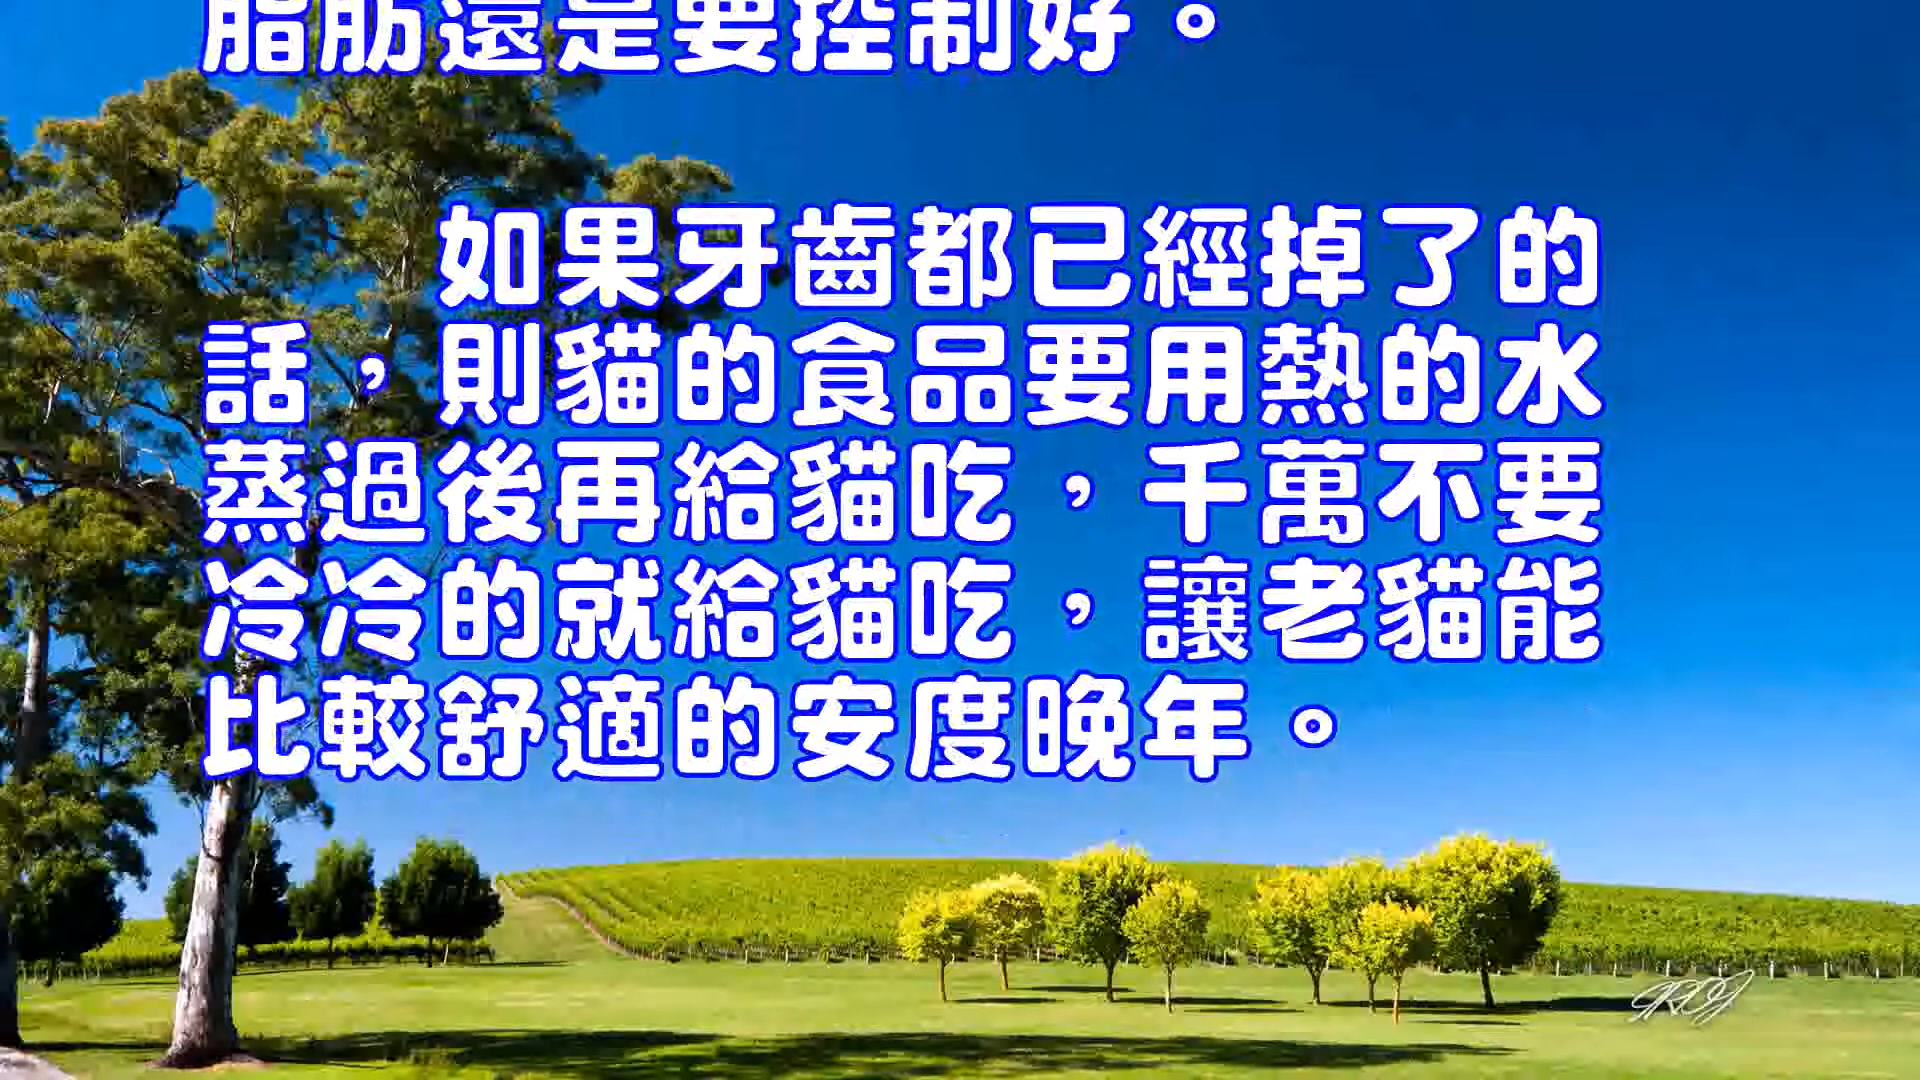 脂肪還是要控制好。
如果牙齒都已經掉了的
話，則貓的食品要用熱的水
蒸過後再給貓吃，千萬不要
冷冷的就給貓吃，讓老貓能
比較舒適的安度晚年。